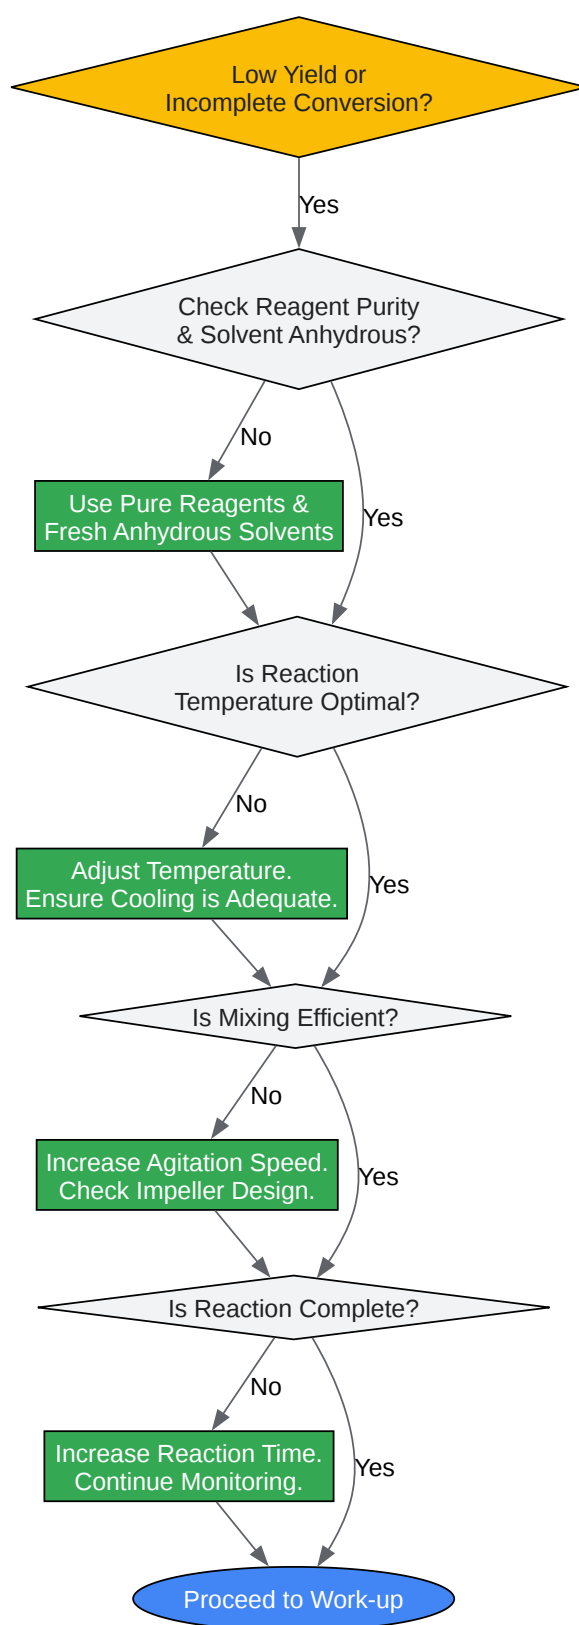 Low Yield or
Incomplete Conversion?
Yes
Check Reagent Purity
& Solvent Anhydrous?
No
Use Pure Reagents &
Fresh Anhydrous Solvents
Yes
Is Reaction
Temperature Optimal?
No
Adjust Temperature.
Ensure Cooling is Adequate.
Yes
Is Mixing Efficient?
No
Increase Agitation Speed.
Check Impeller Design.
Yes
Is Reaction Complete?
No
Increase Reaction Time.
Continue Monitoring.
Yes
Proceed to Work-up